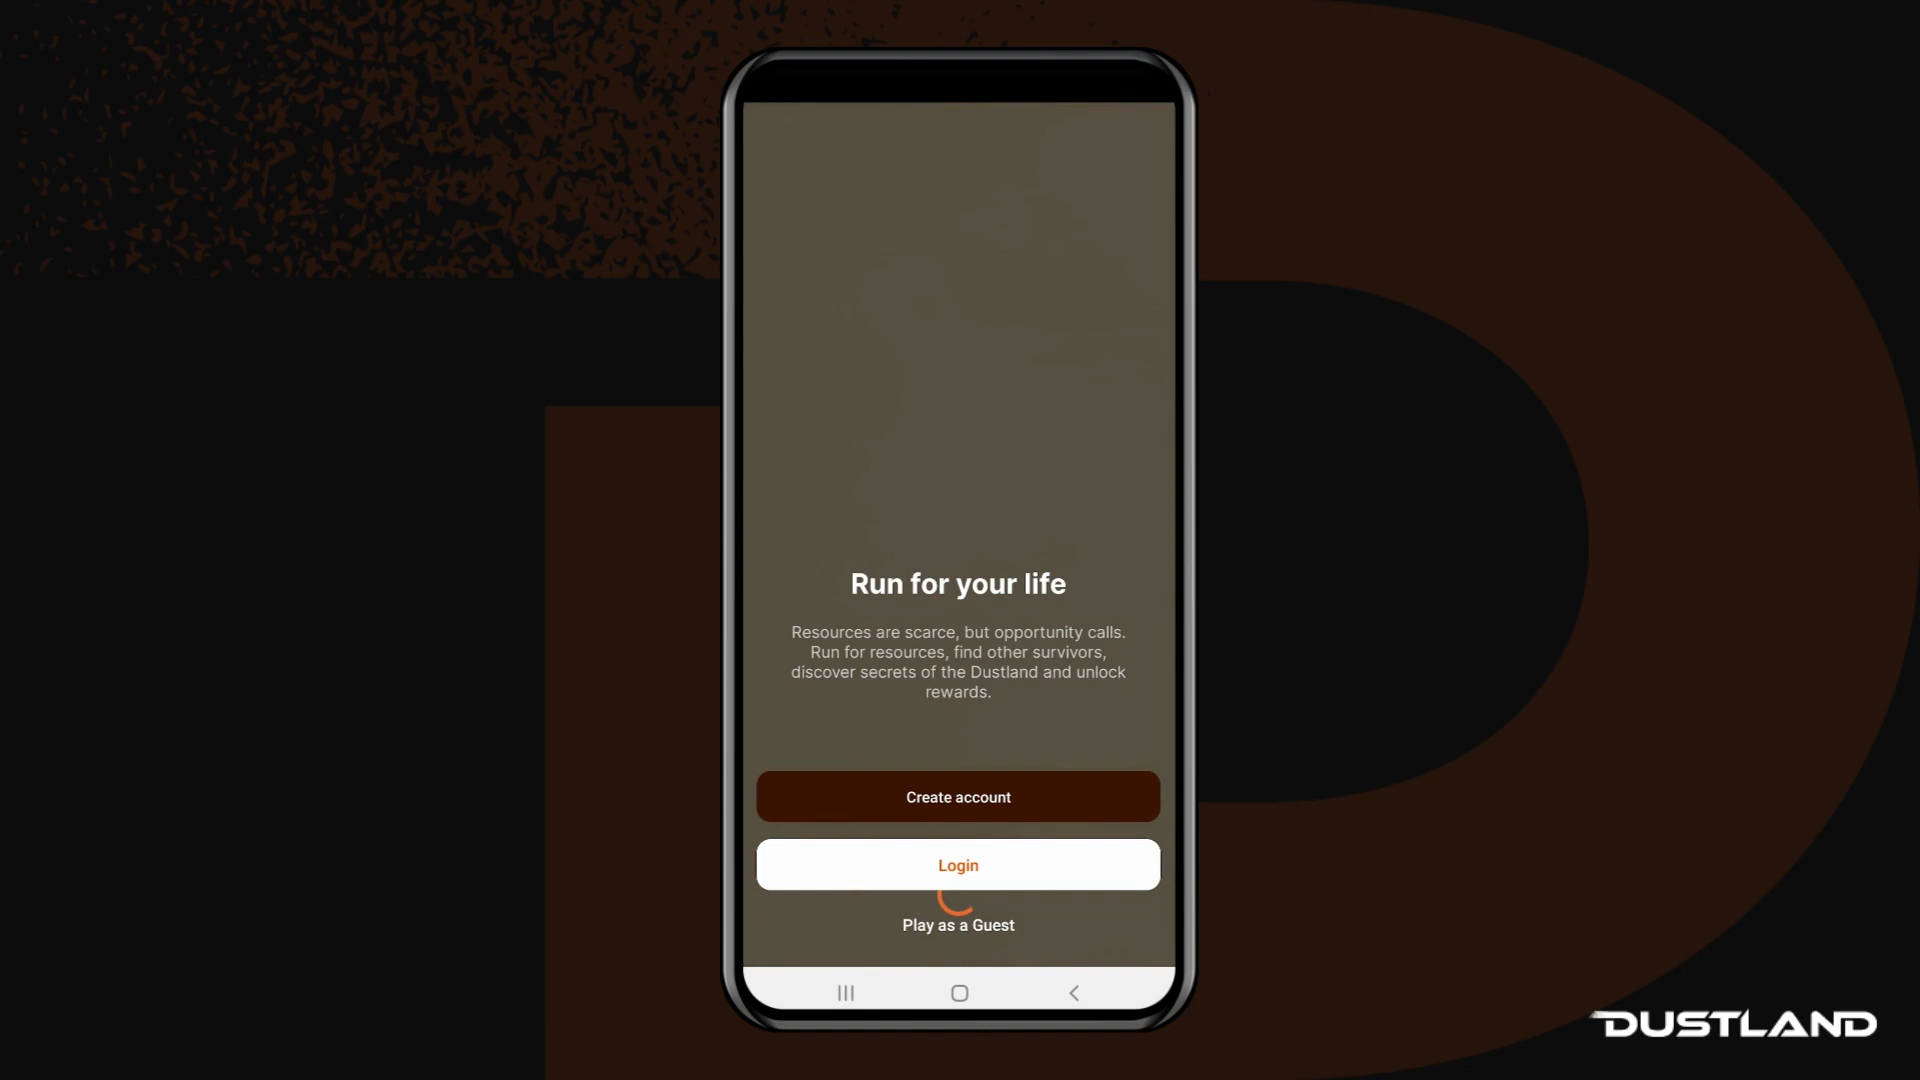 Run for your life
Resources are scarce, but opportunity calls.
Run for resources, find other survivors,
discover secrets of the Dustland and unlock
rewards.
Create account
Login
Play as a Guest
DUSTLAND